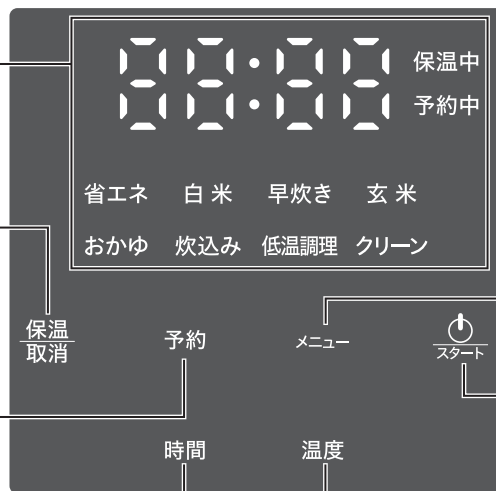 88:88 保温中
予約中
省エネ 白米 早炊き 玄米
おかゆ 炊込み 低温調理 クリーン
保温
取消
予約
メニュー
スタート
時間
温度